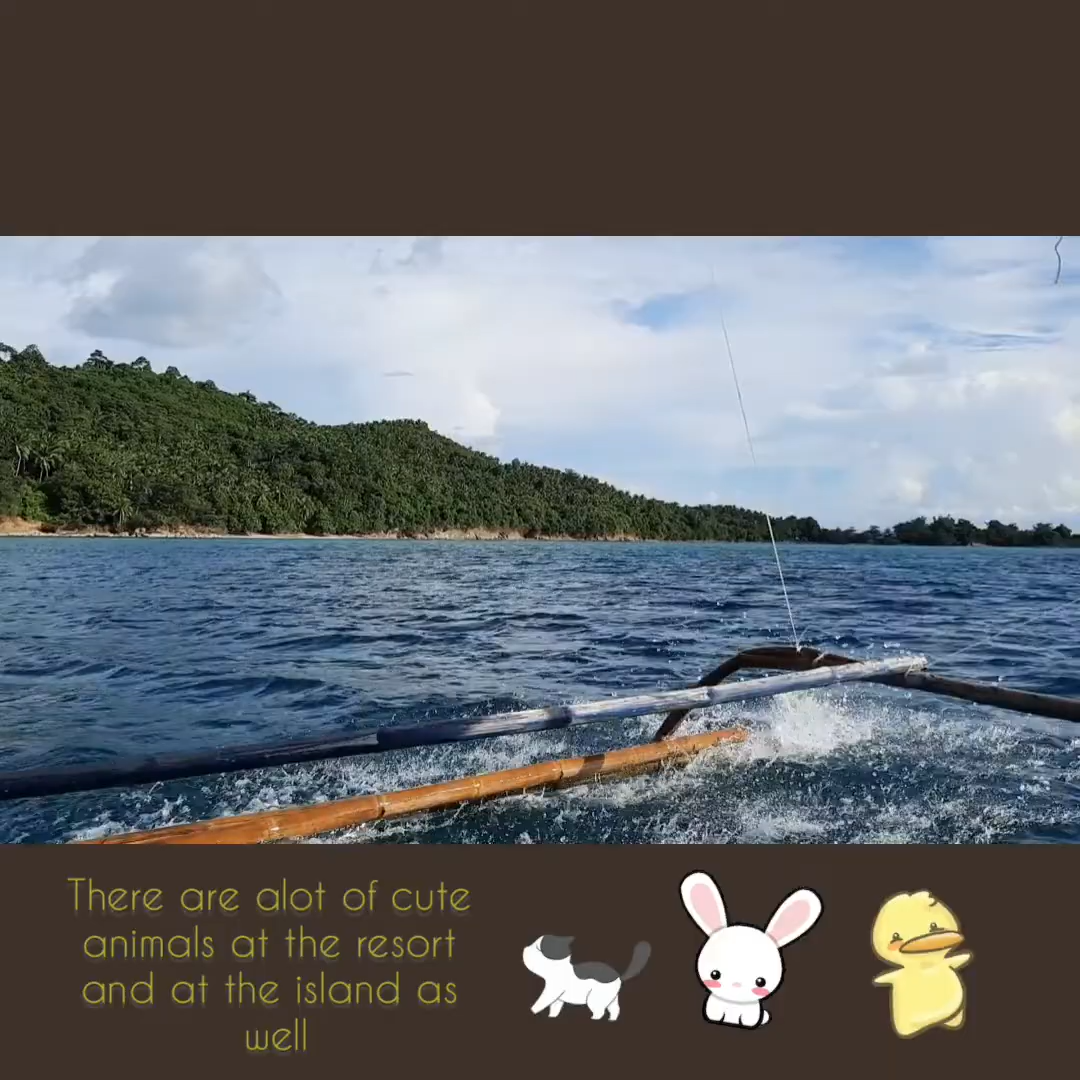 There are alot of cute
animals at the resort
and at the island as
well